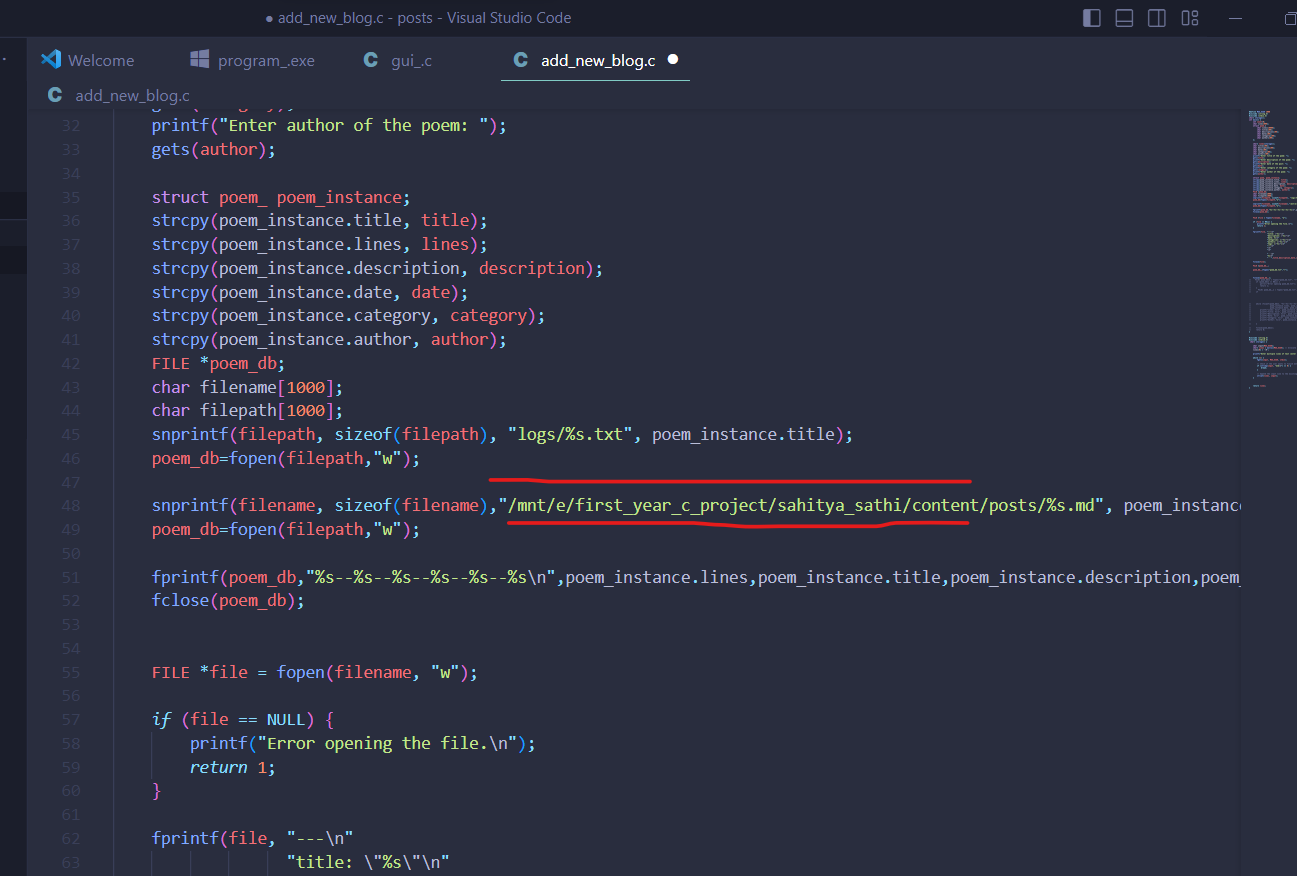 add_new_blog.c - posts - Visual Studio Code
Welcome
program_.exe
C gui_.c
C add_new_blog.c
C add_new_blog.c
32 printf("Enter author of the poem: ");
33 gets(author);
34
35 struct poem_ poem_instance;
36 strcpy(poem_instance.title, title);
37 strcpy(poem_instance.lines, lines);
38 strcpy(poem_instance.description, description);
39 strcpy(poem_instance.date, date);
40 strcpy(poem_instance.category, category);
41 strcpy(poem_instance.author, author);
42 FILE *poem_db;
43 char filename[1000];
44 char filepath[1000];
45 snprintf(filepath, sizeof(filepath), "logs/%s.txt", poem_instance.title);
46 poem_db=fopen(filepath,"w");
47
48 snprintf(filename, sizeof(filename),"/mnt/e/first_year_c_project/sahitya_sathi/content/posts/%s.md", poem_instance
49 poem_db=fopen(filepath,"w");
50
51 fprintf(poem_db,"%s--%s--%s--%s--%s--%s\n",poem_instance.lines,poem_instance.title,poem_instance.description,poem_
52 fclose(poem_db);
53
54
55 FILE *file = fopen(filename, "w");
56
57 if (file == NULL) {
58 printf("Error opening the file.\n");
59 return 1;
60 }
61
62 fprintf(file, "---\n"
63 "title: \"%s\"\n"